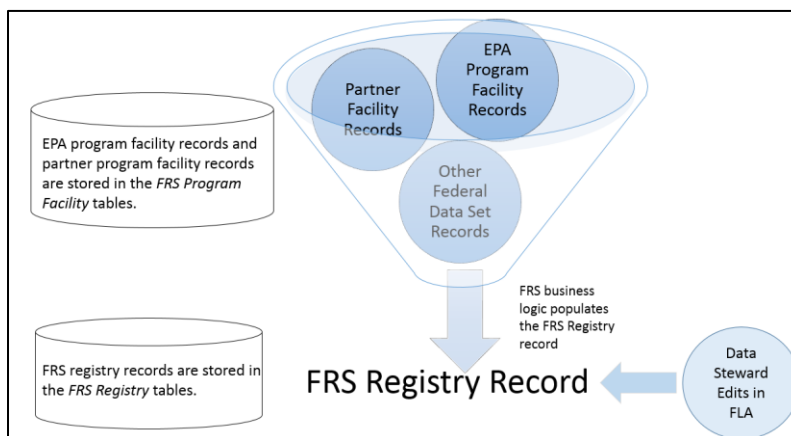 EPA
Program
Facility
Records
Partner
Facility
Records
EPA program facility records and
partner program facility records
are stored in the FRS Program
Facility tables.
Other
Federal
Data Set
Records
FRS business
logic populates
the FRS Registry
record
FRS registry records are stored in
the FRS Registry tables.
FRS Registry Record
Data
Steward
Edits in
FLA